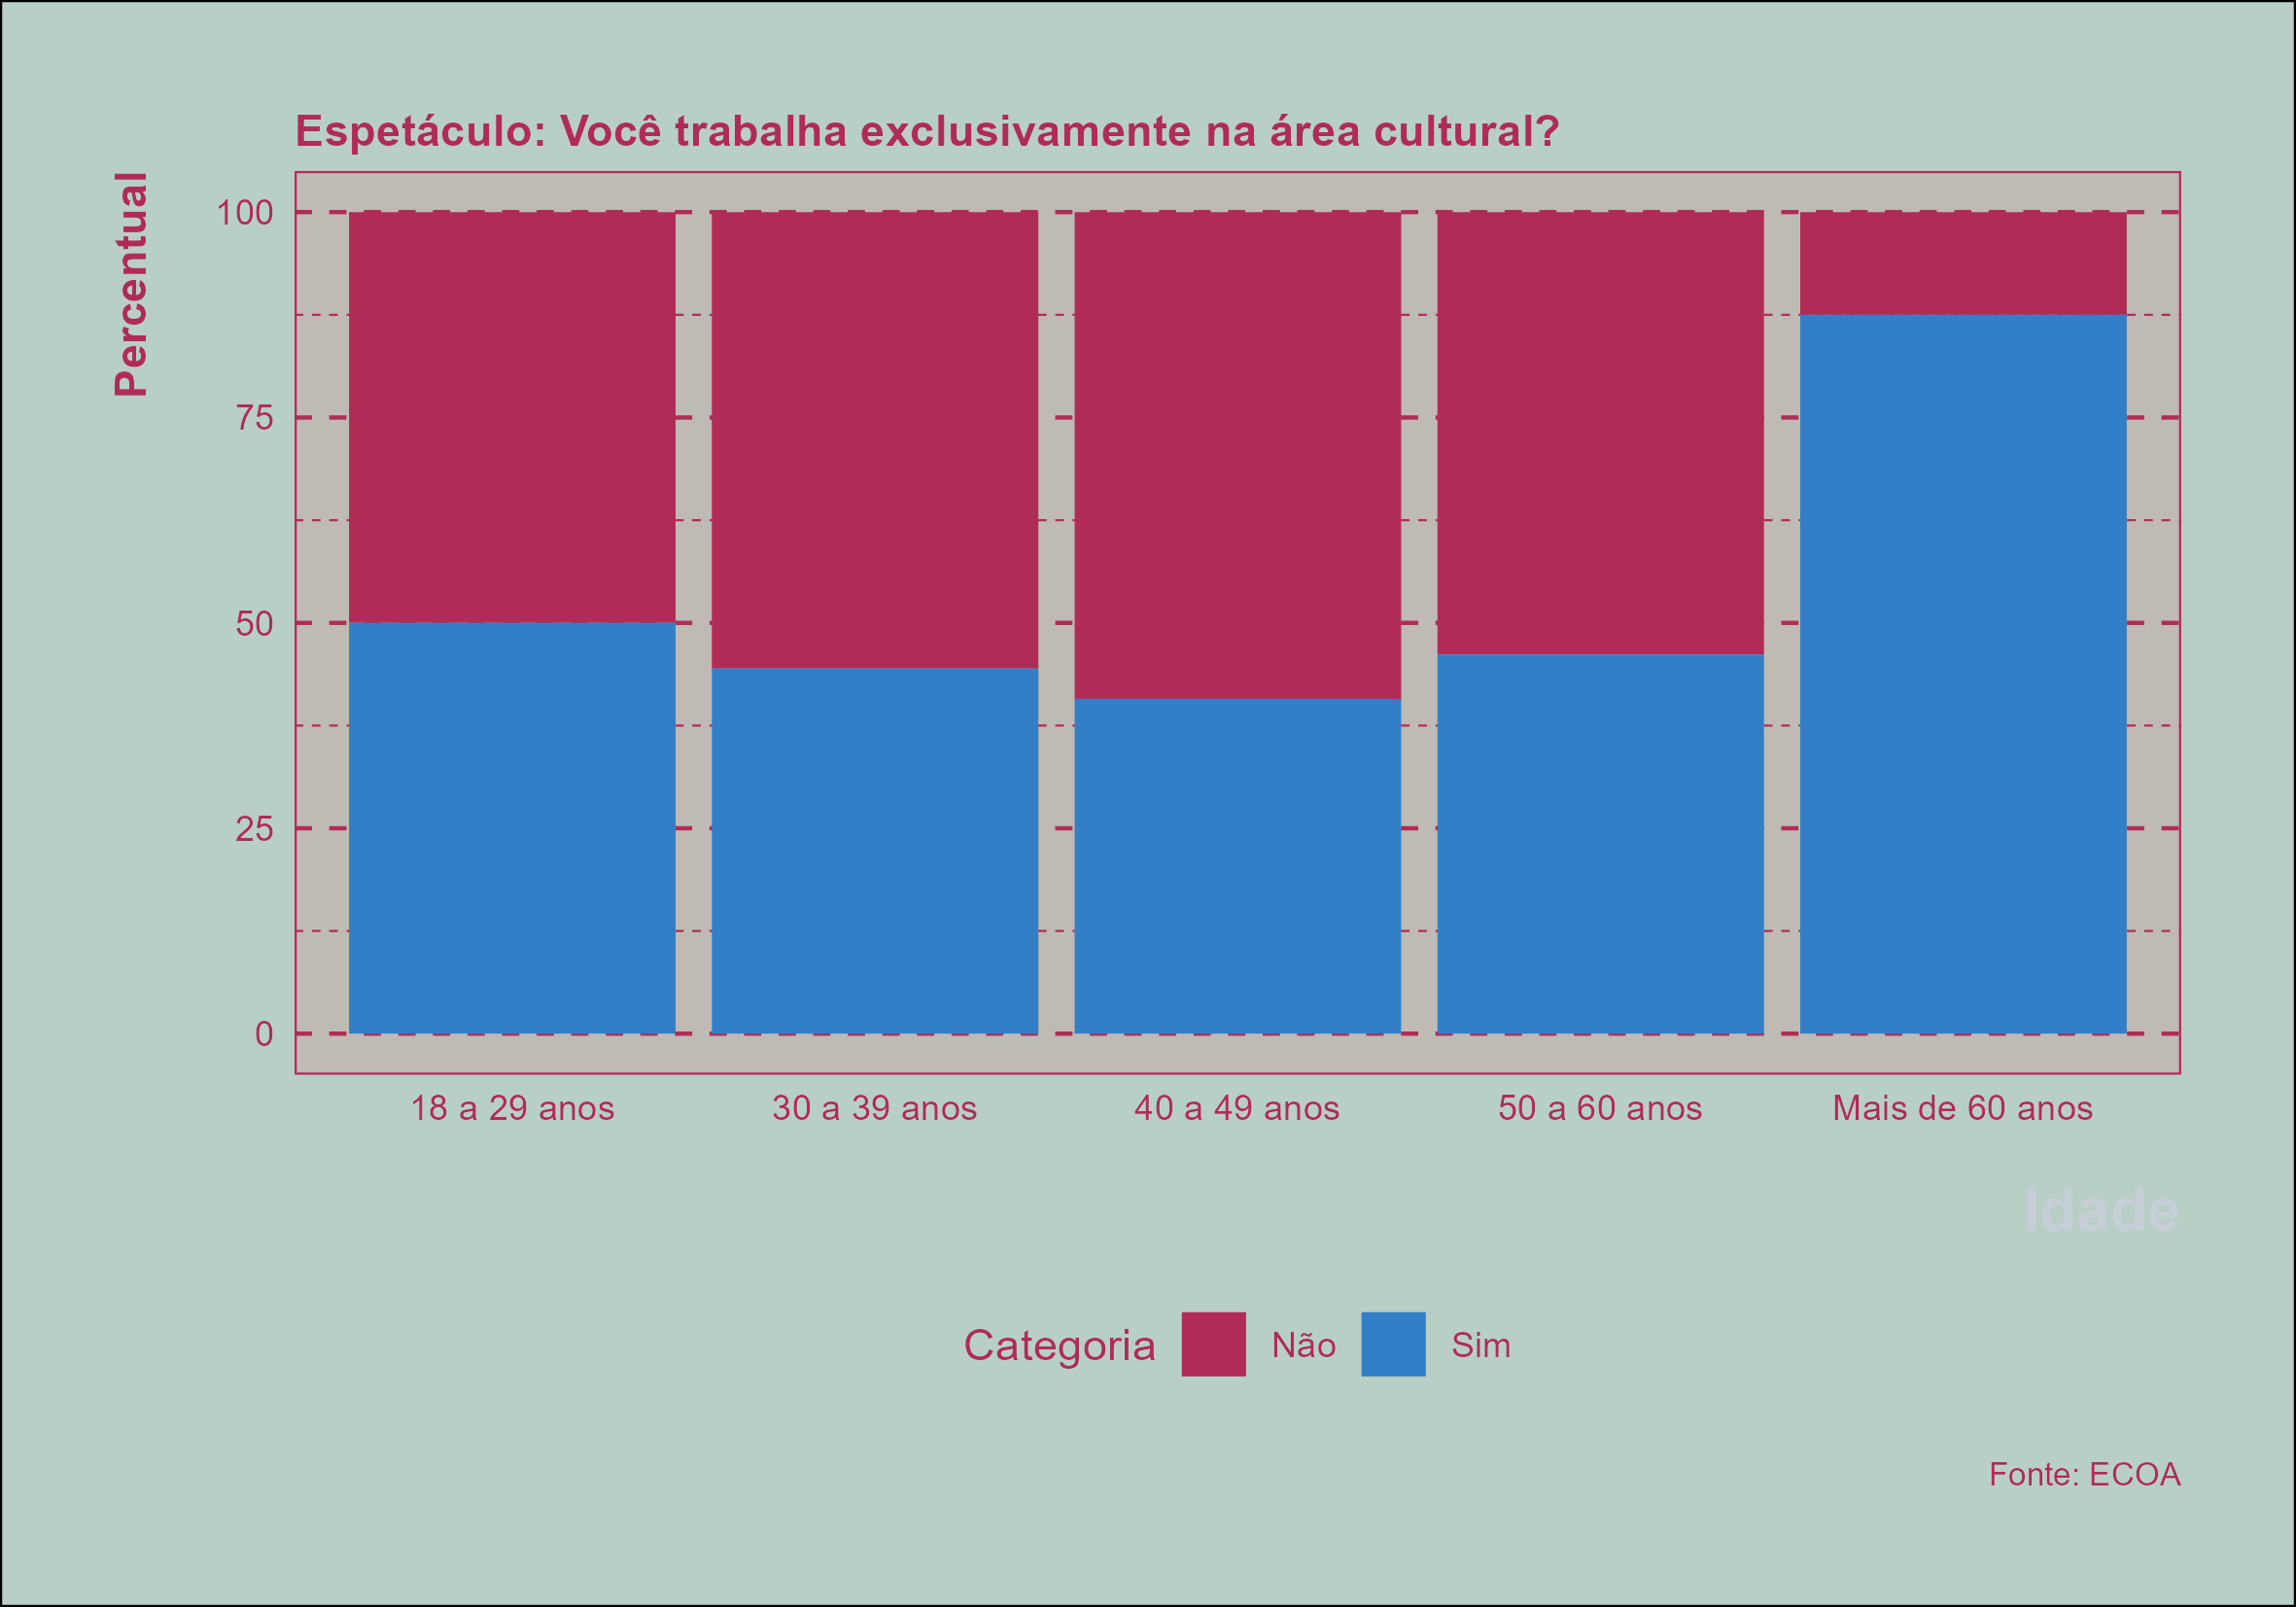 Espetáculo: Você trabalha exclusivamente na área cultural?
Percentual
100
75
50
25
0
18 a 29 anos
30 a 39 anos
40 a 49 anos
50 a 60 anos
Mais de 60 anos
Idade
Categoria
Não
Sim
Fonte: ECOA